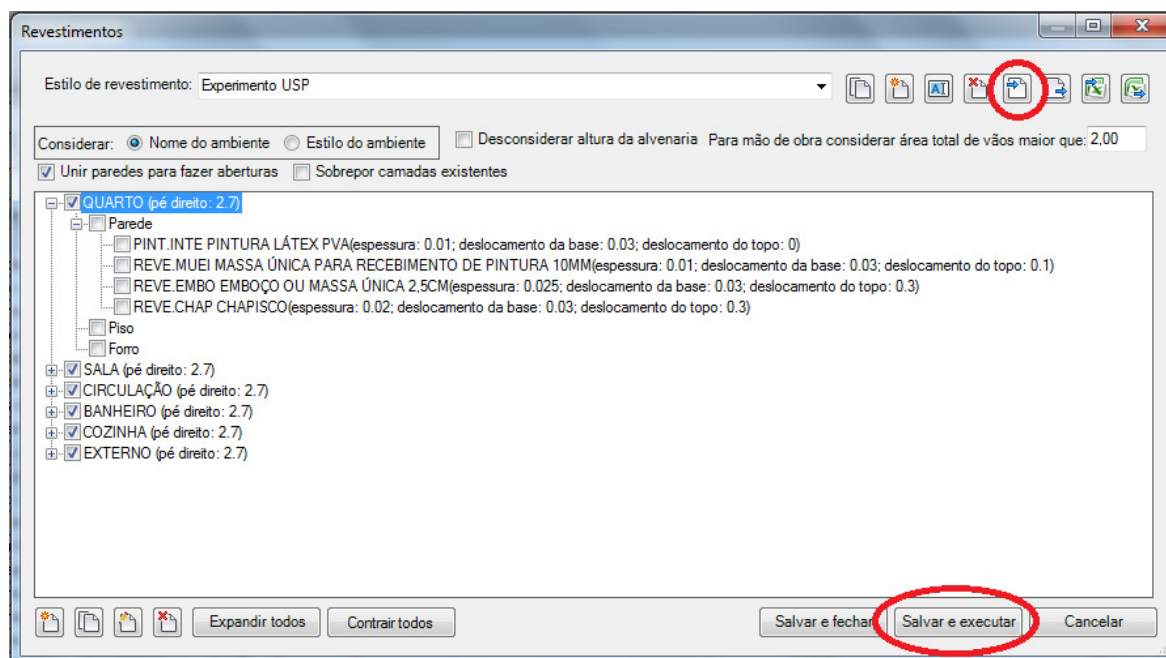 Revestimentos
Estilo de revestimento: Experimento USP
Considerar: Nome do ambiente Estilo do ambiente Desconsiderar altura da alvenaria Para mão de obra considerar área total de vãos maior que: 2,00
Unir paredes para fazer aberturas Sobrepor camadas existentes
QUARTO (pé direito: 2.7)
Parede
PINT.INTE PINTURA LÁTEX PVA(espessura: 0.01; deslocamento da base: 0.03; deslocamento do topo: 0)
REVE.MUEI MASSA ÚNICA PARA RECEBIMENTO DE PINTURA 10MM(espessura: 0.01; deslocamento da base: 0.03; deslocamento do topo: 0.1)
REVE.EMBO EMBOÇO OU MASSA ÚNICA 2,5CM(espessura: 0.025; deslocamento da base: 0.03; deslocamento do topo: 0.3)
REVE.CHAP CHAPISCO(espessura: 0.02; deslocamento da base: 0.03; deslocamento do topo: 0.3)
Piso
Forro
SALA (pé direito: 2.7)
CIRCULAÇÃO (pé direito: 2.7)
BANHEIRO (pé direito: 2.7)
COZINHA (pé direito: 2.7)
EXTERNO (pé direito: 2.7)
Expandir todos Contrair todos Salvar e fechar Salvar e executar Cancelar